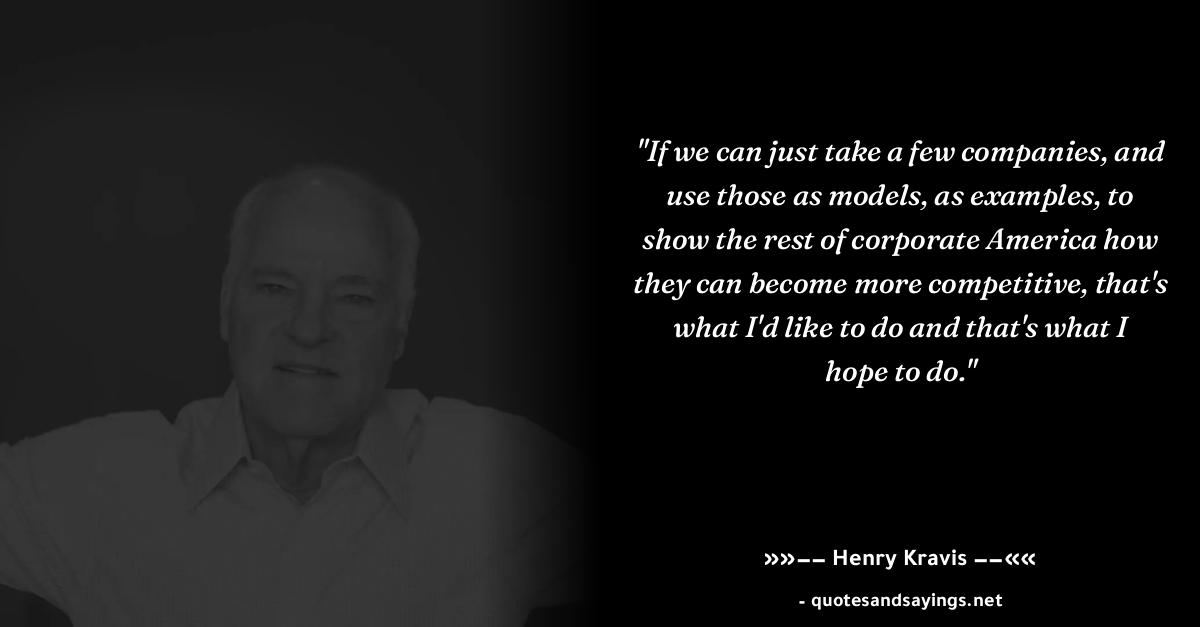 "If we can just take a few companies, and
use those as models, as examples, to
show the rest of corporate America how
they can become more competitive, that's
what I'd like to do and that's what I
hope to do."
»»−− Henry Kravis −−««
- quotesandsayings.net